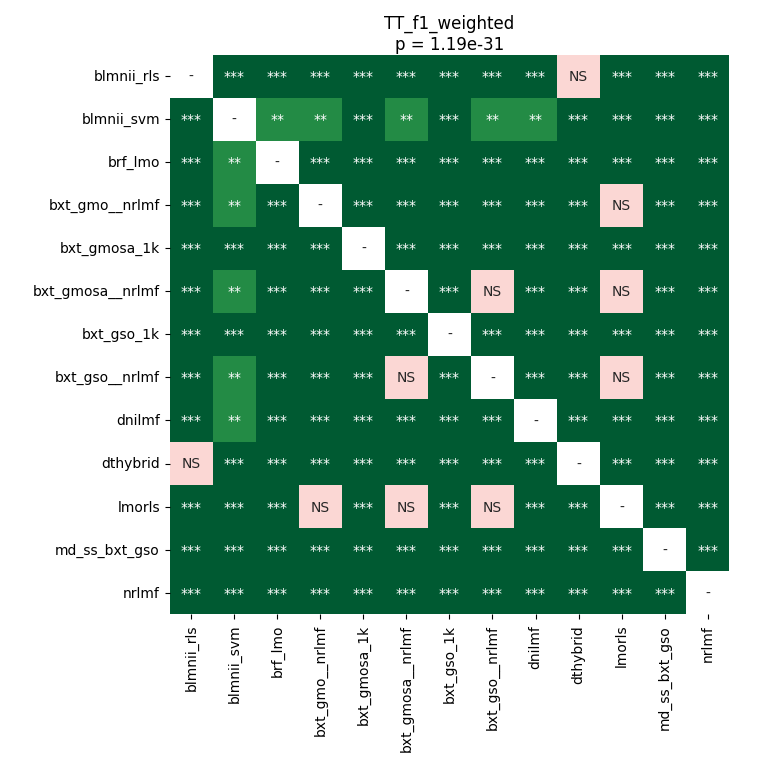 TT_f1_weighted
p = 1.19e-31
blmnii_rls - *** *** *** *** *** *** *** *** NS *** *** ***
blmnii_svm *** - ** ** *** ** *** ** ** *** *** *** ***
brf_lmo *** ** - *** *** *** *** *** *** *** *** *** ***
bxt_gmo__nrlmf *** ** *** - *** *** *** *** *** *** NS *** ***
bxt_gmosa_1k *** *** *** *** - *** *** *** *** *** *** *** ***
bxt_gmosa__nrlmf *** ** *** *** *** - *** NS *** *** NS *** ***
bxt_gso_1k *** *** *** *** *** *** - *** *** *** *** *** ***
bxt_gso__nrlmf *** ** *** *** *** NS *** - *** *** NS *** ***
dnilmf *** ** *** *** *** *** *** *** - *** *** *** ***
dthybrid NS *** *** *** *** *** *** *** *** - *** *** ***
lmorls *** *** *** NS *** NS *** NS *** *** - *** ***
md_ss_bxt_gso *** *** *** *** *** *** *** *** *** *** *** - ***
nrlmf *** *** *** *** *** *** *** *** *** *** *** *** -
blmnii_rls
blmnii_svm
brf_lmo
bxt_gmo__nrlmf
bxt_gmosa_1k
bxt_gmosa__nrlmf
bxt_gso_1k
bxt_gso__nrlmf
dnilmf
dthybrid
lmorls
md_ss_bxt_gso
nrlmf